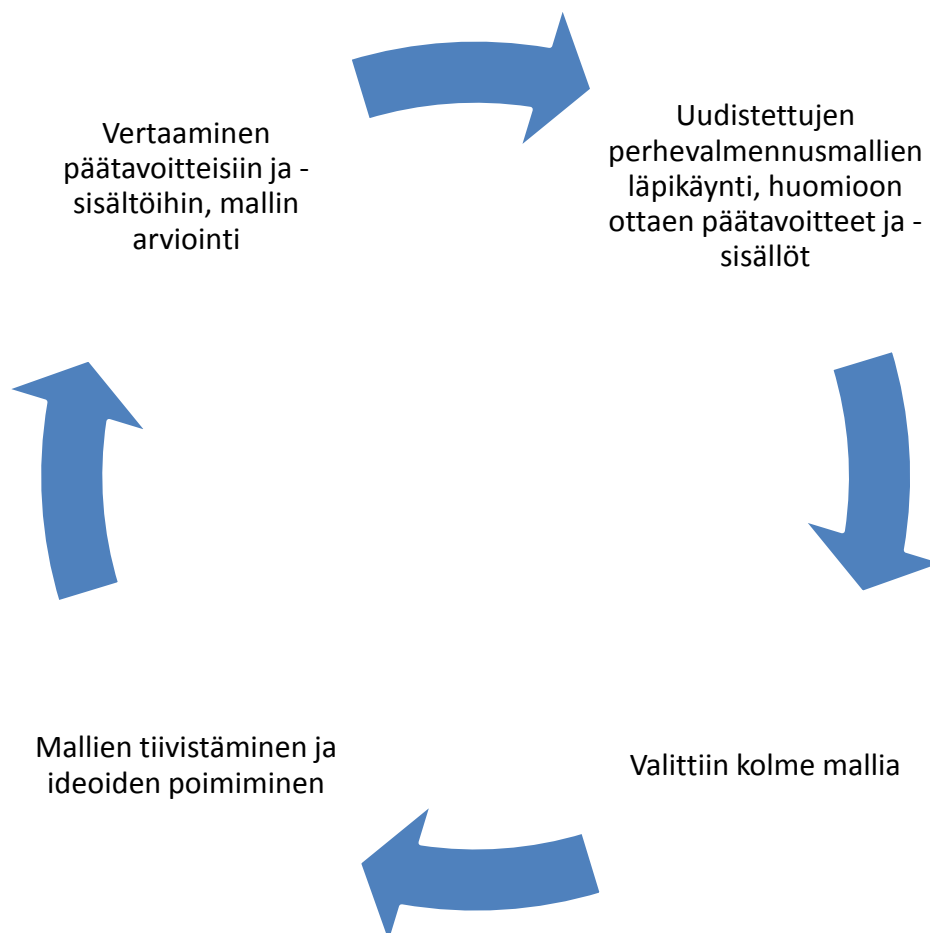 Vertaaminen
päätavoitteisiin ja -
sisältöihin, mallin
arviointi
Uudistettujen
perhevalmennusmallien
läpikäynti, huomioon
ottaen päätavoitteet ja -
sisällöt
Valittiin kolme mallia
Mallien tiivistäminen ja
ideoiden poimiminen